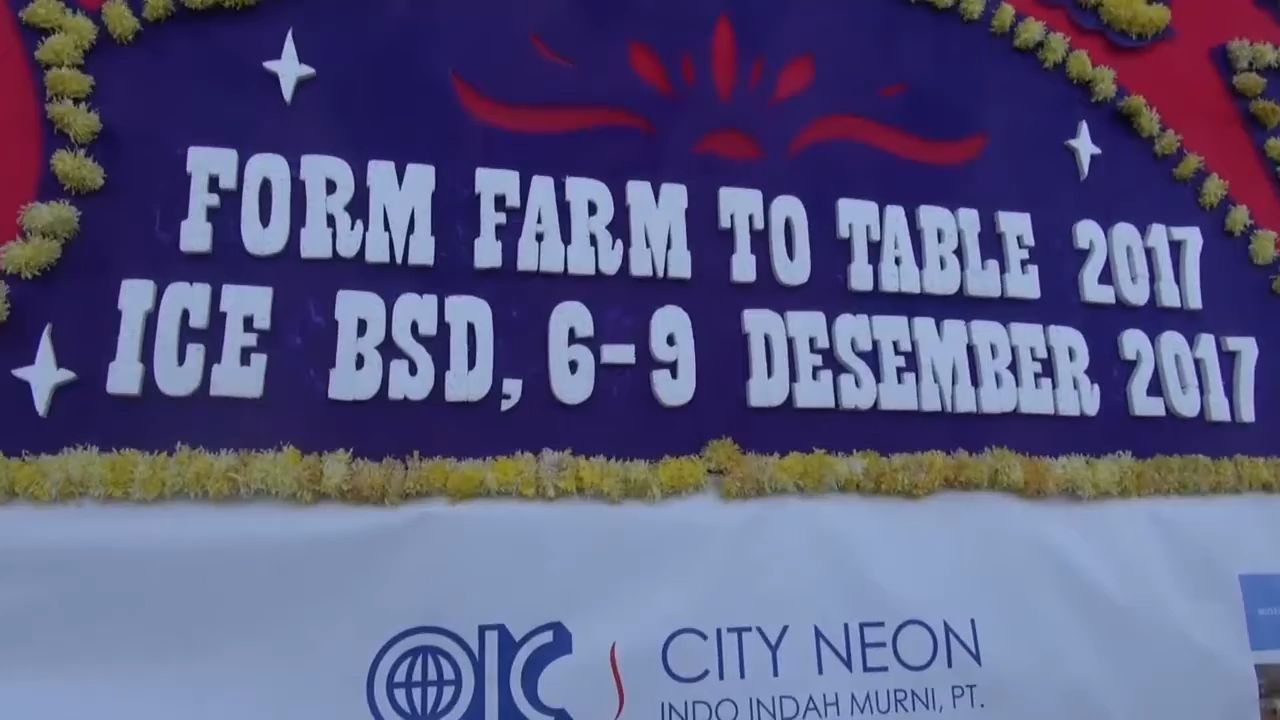 FORM FARM TO TABLE 2017
ICE BSD, 6-9 DESEMBER 2017
CITY NEON
INDO INDAH MURNI, PT.